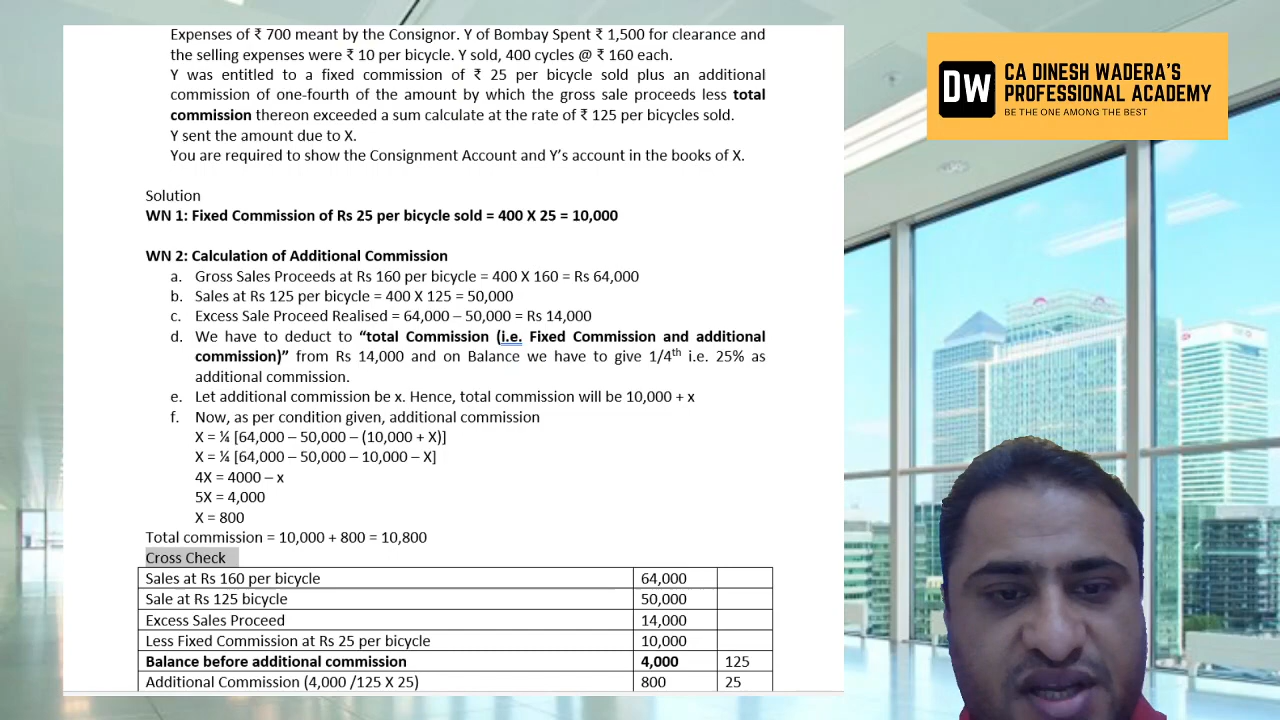 Expenses of ₹ 700 meant by the Consignor. Y of Bombay Spent ₹ 1,500 for clearance and
the selling expenses were ₹ 10 per bicycle. Y sold, 400 cycles @ ₹ 160 each.
Y was entitled to a fixed commission of ₹ 25 per bicycle sold plus an additional
commission of one-fourth of the amount by which the gross sale proceeds less total
commission thereon exceeded a sum calculate at the rate of ₹ 125 per bicycles sold.
Y sent the amount due to X.
You are required to show the Consignment Account and Y's account in the books of X.
Solution
WN 1: Fixed Commission of Rs 25 per bicycle sold = 400 X 25 = 10,000
WN 2: Calculation of Additional Commission
a. Gross Sales Proceeds at Rs 160 per bicycle = 400 X 160 = Rs 64,000
b. Sales at Rs 125 per bicycle = 400 X 125 = 50,000
c. Excess Sale Proceed Realised = 64,000 – 50,000 = Rs 14,000
d. We have to deduct to “total Commission (i.e. Fixed Commission and additional
commission)” from Rs 14,000 and on Balance we have to give 1/4th i.e. 25% as
additional commission.
e. Let additional commission be x. Hence, total commission will be 10,000 + x
f. Now, as per condition given, additional commission
X = ¼ [64,000 – 50,000 – (10,000 + X)]
X = ¼ [64,000 – 50,000 – 10,000 – X]
4X = 4000 – x
5X = 4,000
X = 800
Total commission = 10,000 + 800 = 10,800
Cross Check
Sales at Rs 160 per bicycle 64,000
Sale at Rs 125 bicycle 50,000
Excess Sales Proceed 14,000
Less Fixed Commission at Rs 25 per bicycle 10,000
Balance before additional commission 4,000 125
Additional Commission (4,000 /125 X 25) 800 25
DW
CA DINESH WADERA'S
PROFESSIONAL ACADEMY
BE THE ONE AMONG THE BEST